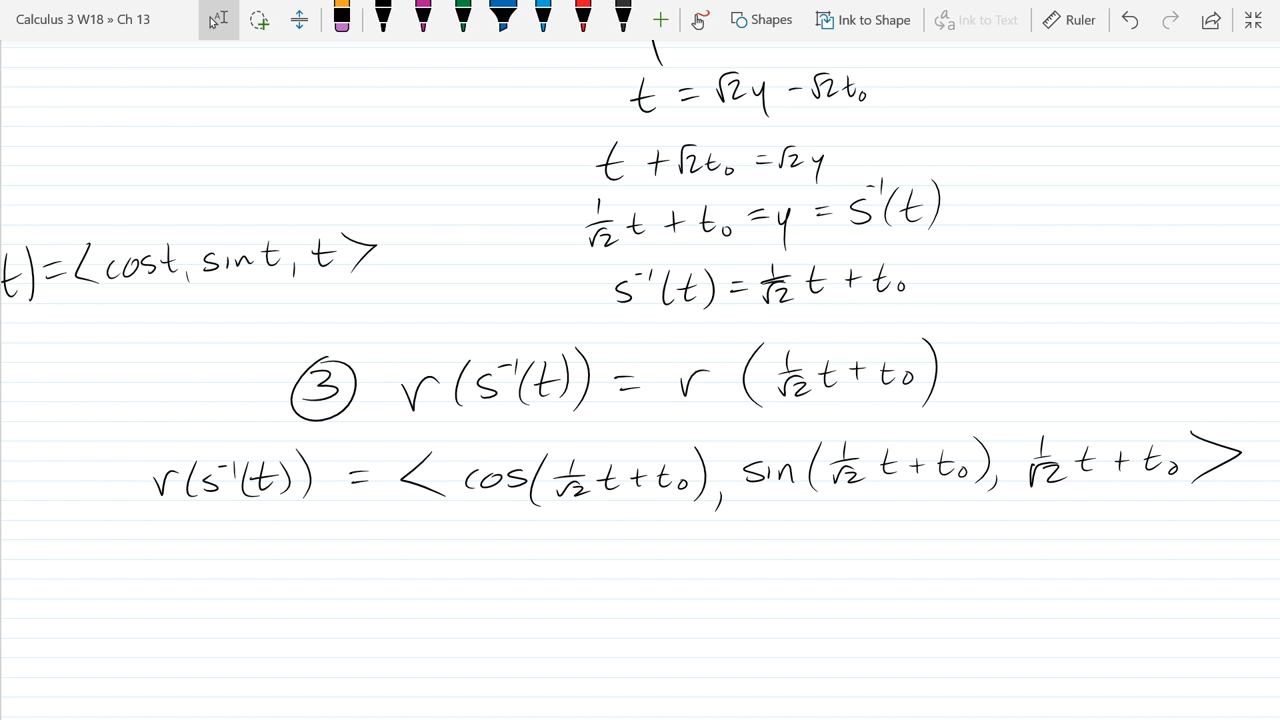 Calculus 3 W18 » Ch 13 Shapes Ink to Shape Ink to Text Ruler
t = √2y - √2t₀
t + √2t₀ = √2y
1/√2 t + t₀ = y = s⁻¹(t)
t) = <cost, sint, t>
s⁻¹(t) = 1/√2 t + t₀
③ r(s⁻¹(t)) = r(1/√2 t + t₀)
r(s⁻¹(t)) = <cos(1/√2 t + t₀), sin(1/√2 t + t₀), 1/√2 t + t₀>